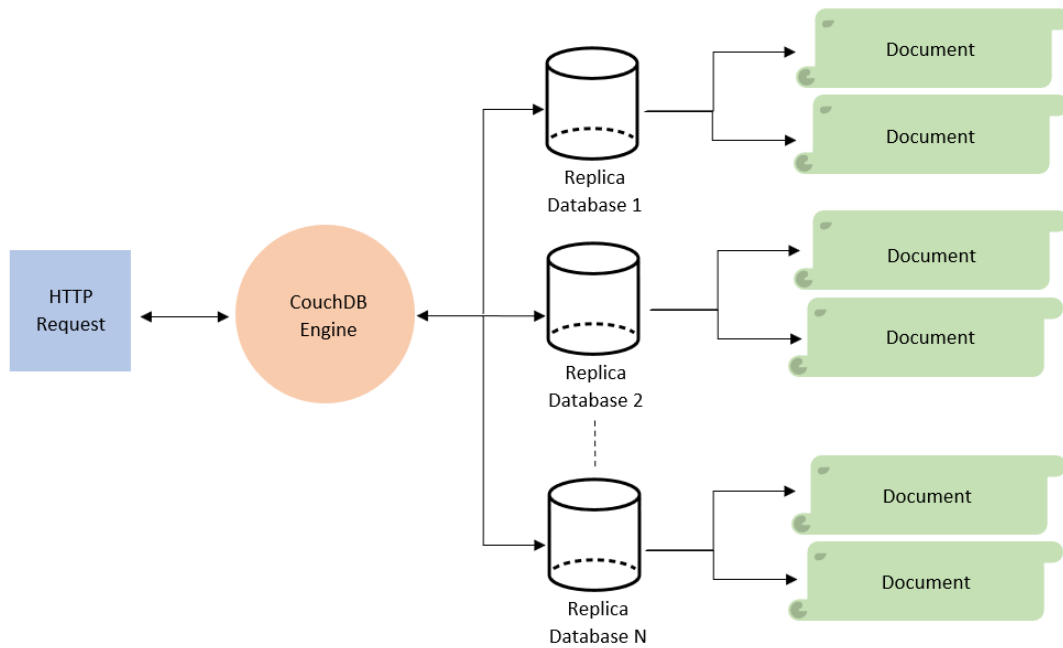 HTTP
Request
CouchDB
Engine
Replica
Database 1
Document
Document
Replica
Database 2
Document
Document
Replica
Database N
Document
Document